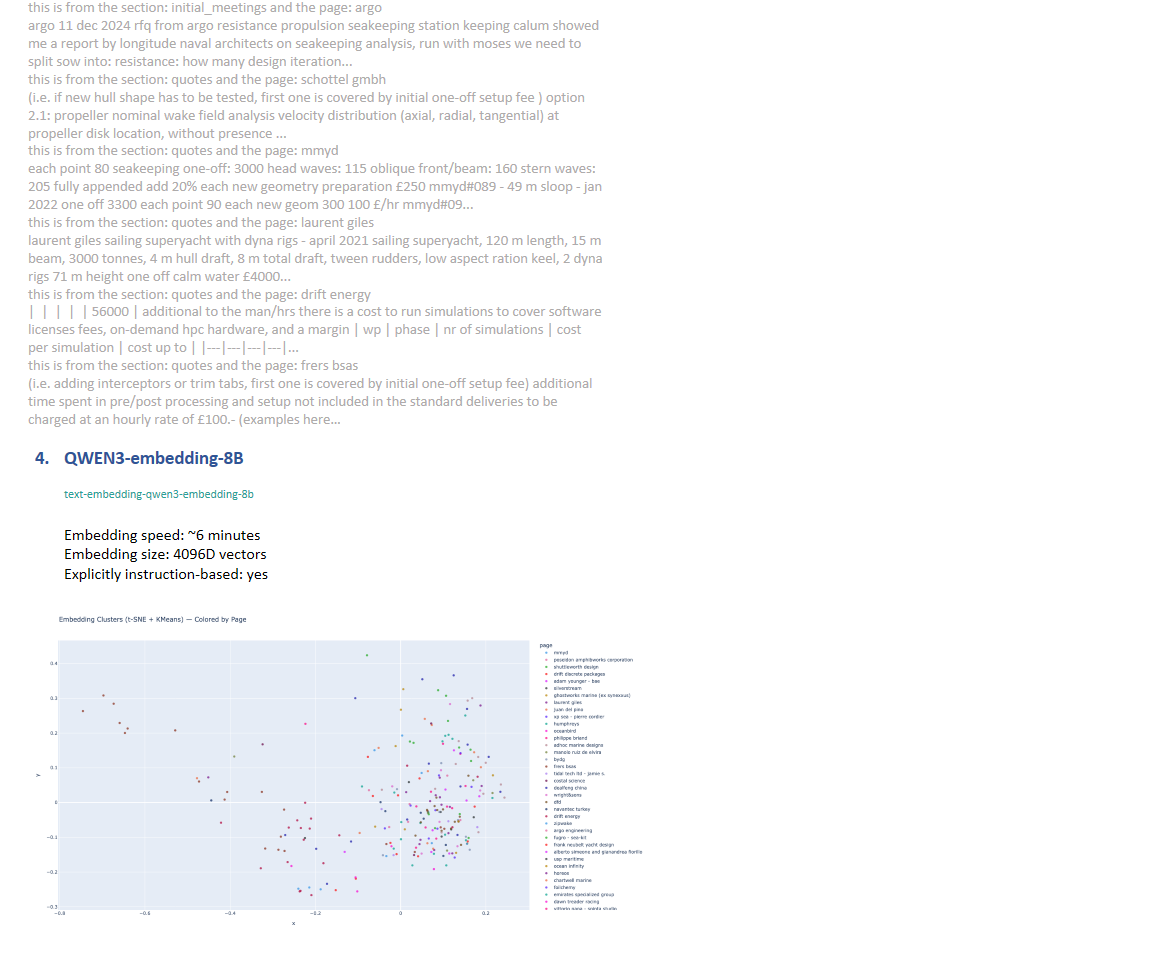 this is from the section: initial_meetings and the page: argo
argo 11 dec 2024 rfq from argo resistance propulsion seakeeping station keeping calum showed
me a report by longitude naval architects on seakeeping analysis, run with moses we need to
split sow into: resistance: how many design iteration...
this is from the section: quotes and the page: schottel gmbh
(i.e. if new hull shape has to be tested, first one is covered by initial one-off setup fee ) option
2.1: propeller nominal wake field analysis velocity distribution (axial, radial, tangential) at
propeller disk location, without presence ...
this is from the section: quotes and the page: mmyd
each point 80 seakeeping one-off: 3000 head waves: 115 oblique front/beam: 160 stern waves:
205 fully appended add 20% each new geometry preparation £250 mmyd#089 - 49 m sloop - jan
2022 one off 3300 each point 90 each new geom 300 100 £/hr mmyd#09...
this is from the section: quotes and the page: laurent giles
laurent giles sailing superyacht with dyna rigs - april 2021 sailing superyacht, 120 m length, 15 m
beam, 3000 tonnes, 4 m hull draft, 8 m total draft, tween rudders, low aspect ration keel, 2 dyna
rigs 71 m height one off calm water £4000...
this is from the section: quotes and the page: drift energy
| | | | | 56000 | additional to the man/hrs there is a cost to run simulations to cover software
licenses fees, on-demand hpc hardware, and a margin | wp | phase | nr of simulations | cost
per simulation | cost up to | |---|---|---|---|...
this is from the section: quotes and the page: frers bsas
(i.e. adding interceptors or trim tabs, first one is covered by initial one-off setup fee) additional
time spent in pre/post processing and setup not included in the standard deliveries to be
charged at an hourly rate of £100.- (examples here...
4. QWEN3-embedding-8B
text-embedding-qwen3-embedding-8b
Embedding speed: ~6 minutes
Embedding size: 4096D vectors
Explicitly instruction-based: yes
Embedding Clusters (t-SNE + KMeans) — Colored by Page
0.4
0.3
0.2
0.1
0
−0.1
−0.2
−0.3
y
−0.8
−0.6
−0.4
−0.2
0
0.2
x
page
mmyd
poseidon amphibworks corporation
shuttleworth design
drift discrete packages
adam younger - bae
silverstream
ghostworks marine (ex synexous)
laurent giles
juan del pino
xp sea - pierre cordier
humphreys
oceanbird
philippe briand
adhoc marine designs
manolo ruiz de elvira
bydg
frers bsas
tidal tech ltd - jamie s.
costal science
deaifeng china
wright&sons
dfd
navantec turkey
drift energy
zipwake
argo engineering
fugro - sea-kit
frank neubelt yacht design
alberto simeone and gianandrea fiorillo
usp maritime
ocean infinity
horean
chartwell marine
foilchemy
emirates specialized group
dawn treader racing